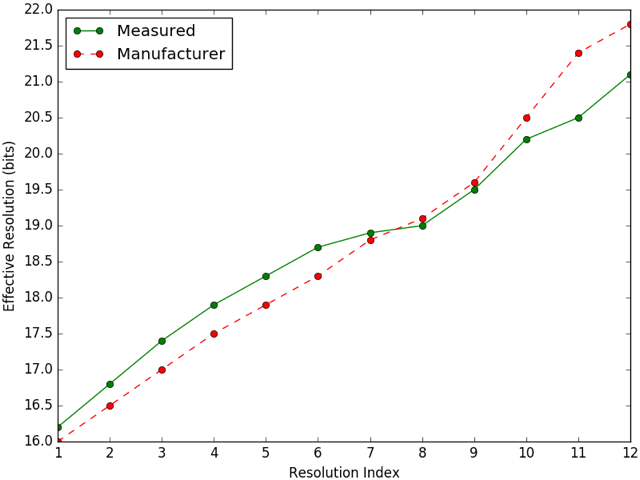 22.0
21.5
21.0
20.5
20.0
19.5
19.0
18.5
18.0
17.5
17.0
16.5
16.0
Effective Resolution (bits)
Measured
Manufacturer
1 2 3 4 5 6 7 8 9 10 11 12
Resolution Index